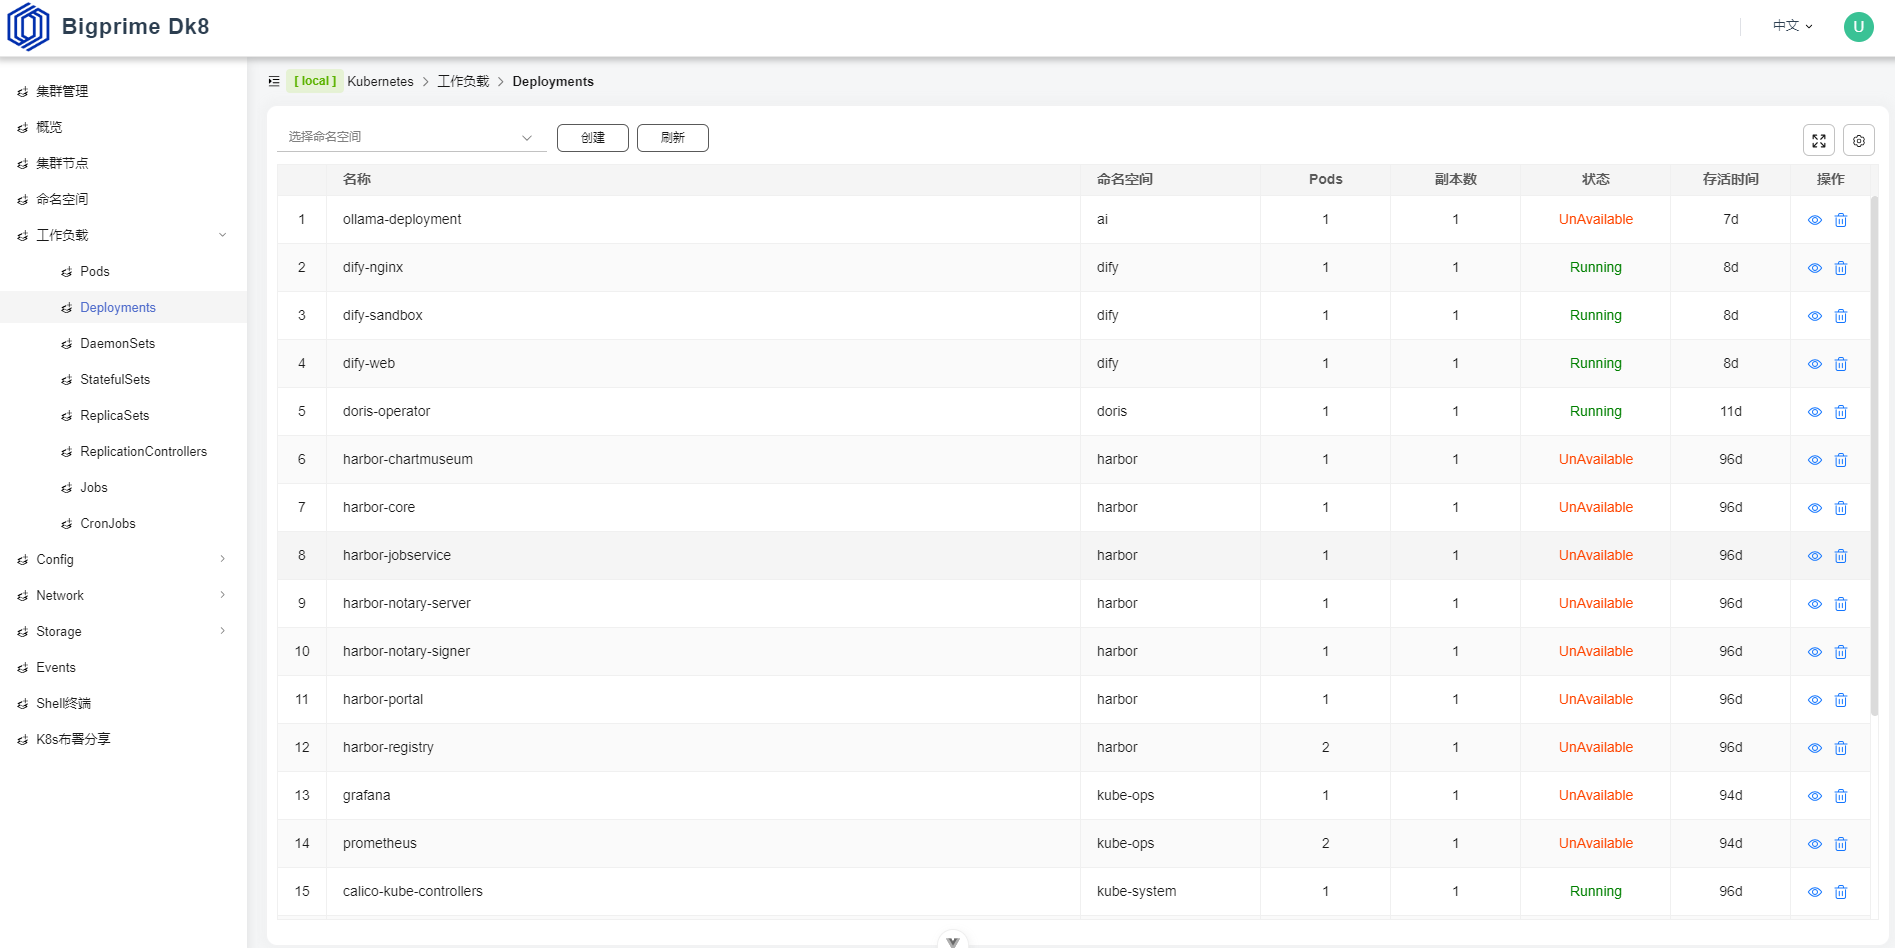 Bigprime Dk8
中文
U
集群管理
概览
集群节点
命名空间
工作负载
Pods
Deployments
DaemonSets
StatefulSets
ReplicaSets
ReplicationControllers
Jobs
CronJobs
Config
Network
Storage
Events
Shell终端
K8s布署分享
[ local ] Kubernetes > 工作负载 > Deployments
选择命名空间 创建 刷新
名称 命名空间 Pods 副本数 状态 存活时间 操作
1 ollama-deployment ai 1 1 UnAvailable 7d
2 dify-nginx dify 1 1 Running 8d
3 dify-sandbox dify 1 1 Running 8d
4 dify-web dify 1 1 Running 8d
5 doris-operator doris 1 1 Running 11d
6 harbor-chartmuseum harbor 1 1 UnAvailable 96d
7 harbor-core harbor 1 1 UnAvailable 96d
8 harbor-jobservice harbor 1 1 UnAvailable 96d
9 harbor-notary-server harbor 1 1 UnAvailable 96d
10 harbor-notary-signer harbor 1 1 UnAvailable 96d
11 harbor-portal harbor 1 1 UnAvailable 96d
12 harbor-registry harbor 2 1 UnAvailable 96d
13 grafana kube-ops 1 1 UnAvailable 94d
14 prometheus kube-ops 2 1 UnAvailable 94d
15 calico-kube-controllers kube-system 1 1 Running 96d